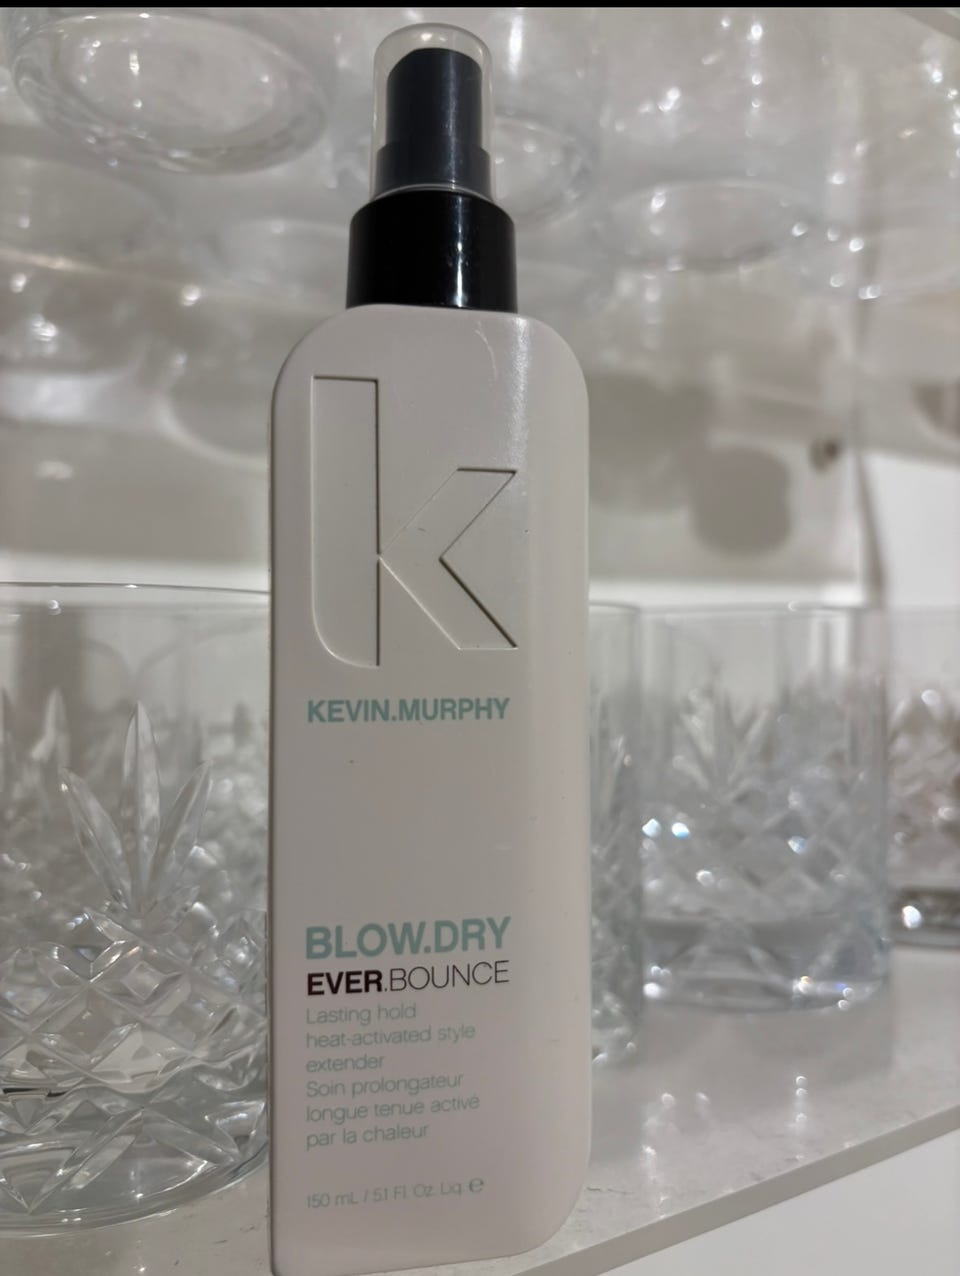 k
KEVIN.MURPHY
BLOW.DRY
EVER.BOUNCE
Lasting hold
heat-activated style
extender
Soin prolongateur
longue tenue activé
par la chaleur
150 mL / 5.1 Fl. Oz. Liq. ℮